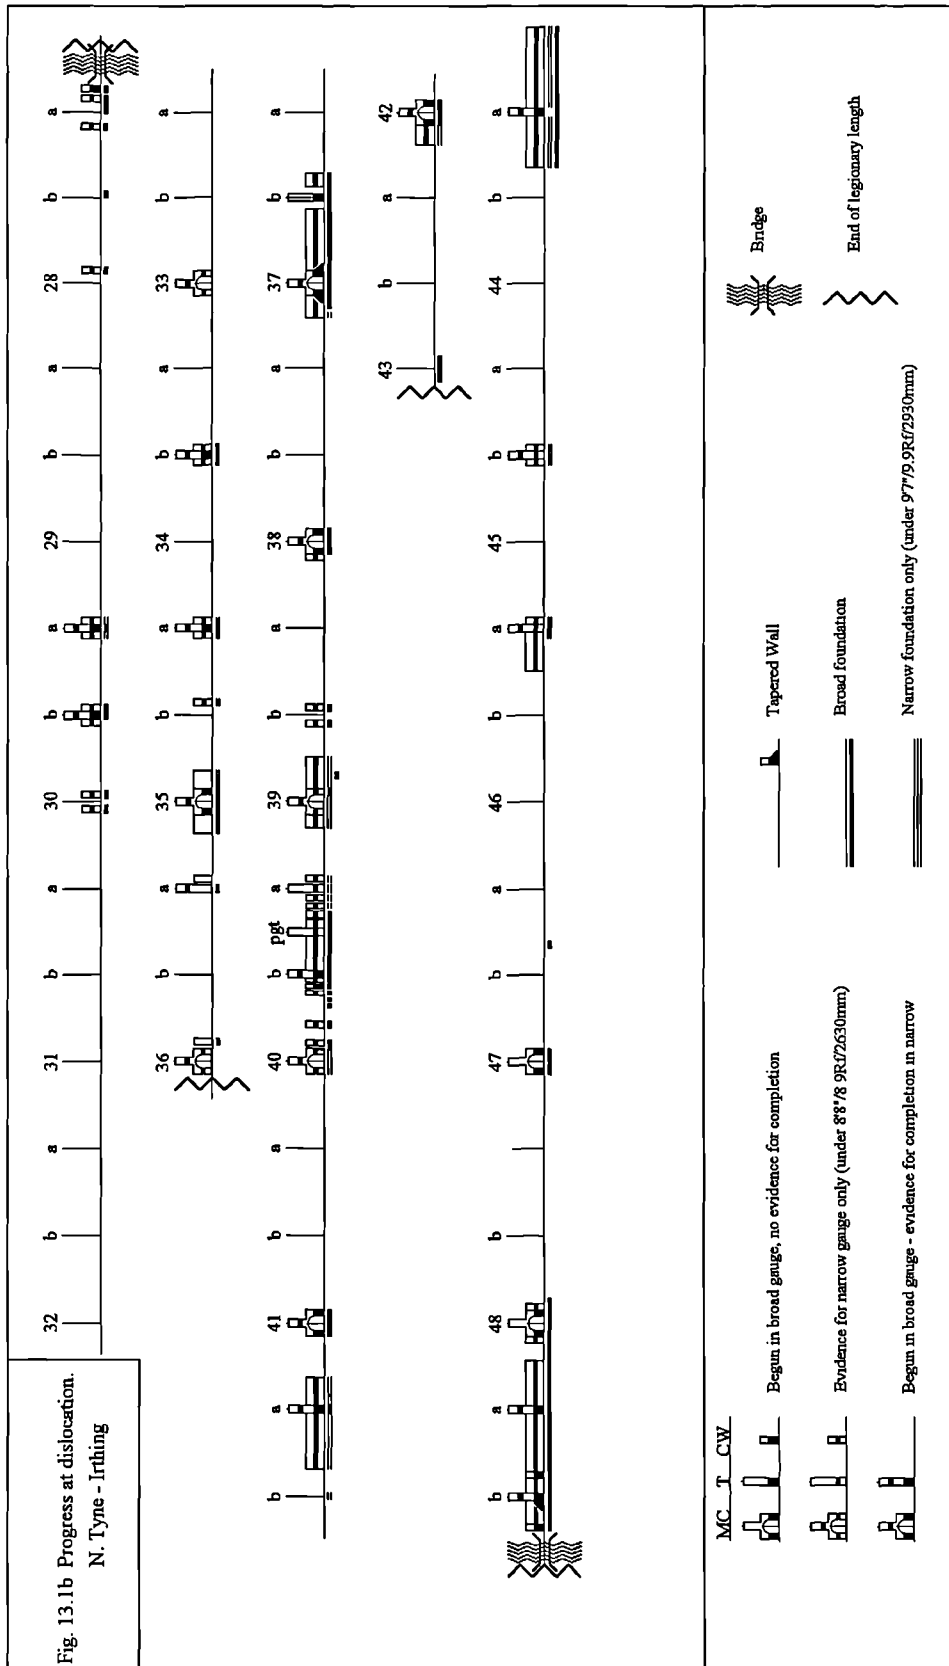 Fig. 13.1b Progress at dislocation.
N. Tyne - Irthing
32 b a 31 b a 30 b a 29 b a 28 b a
36 b a 35 b a 34 b a 33 b a
b a 41 b a 40 b pgt a 39 b a 38 b a 37 b a
43 b a 42
b a 48 b 47 b a 46 b a 45 b a 44 b a
MC T CW
Begun in broad gauge, no evidence for completion
Evidence for narrow gauge only (under 8'8"/8 9Rf/2630mm)
Begun in broad gauge - evidence for completion in narrow
Tapered Wall
Broad foundation
Narrow foundation only (under 9'7"/9.9Rf/2930mm)
Bridge
End of legionary length